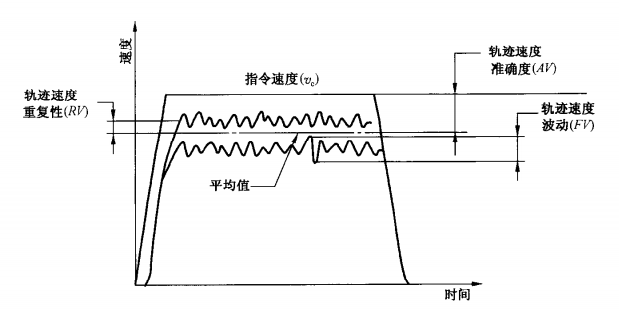 速度
指令速度(vc)
轨迹速度
准确度(AV)
轨迹速度
重复性(RV)
轨迹速度
波动(FV)
平均值
时间